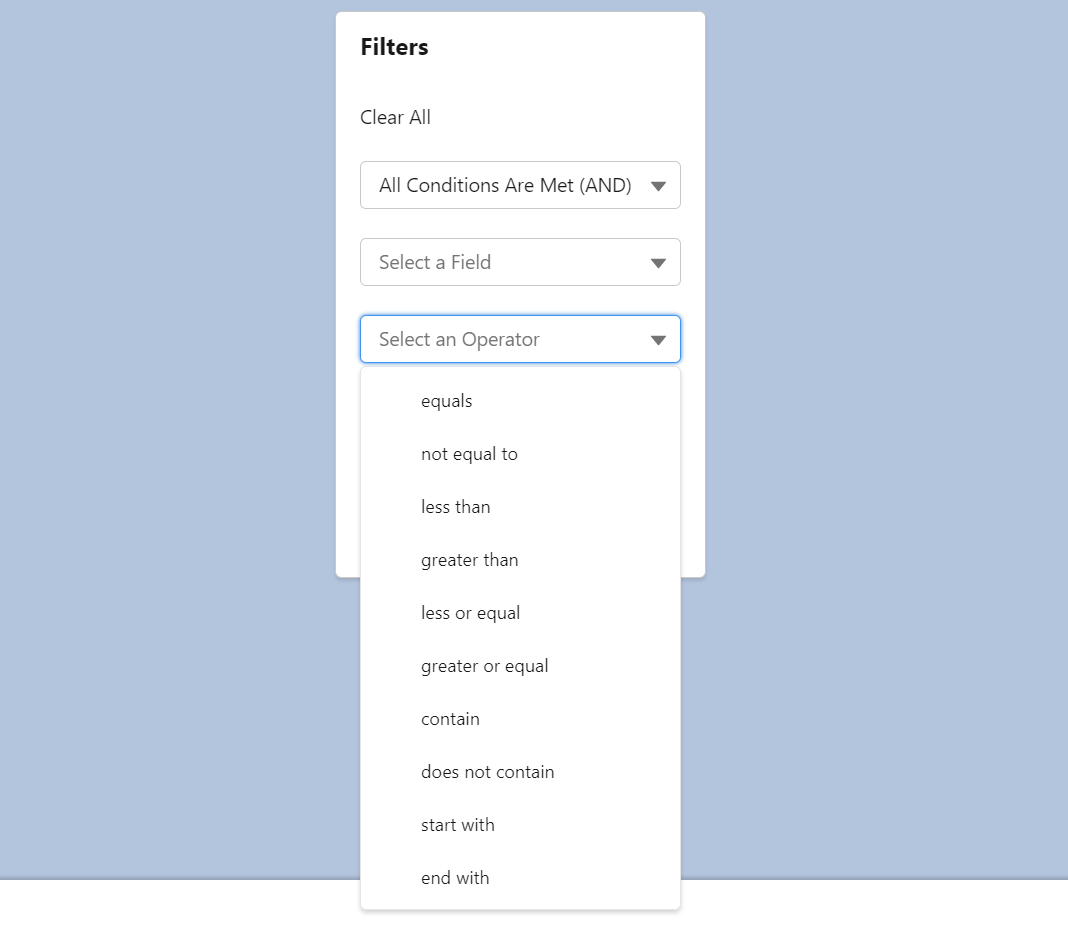 Filters
Clear All
All Conditions Are Met (AND)
Select a Field
Select an Operator
equals
not equal to
less than
greater than
less or equal
greater or equal
contain
does not contain
start with
end with